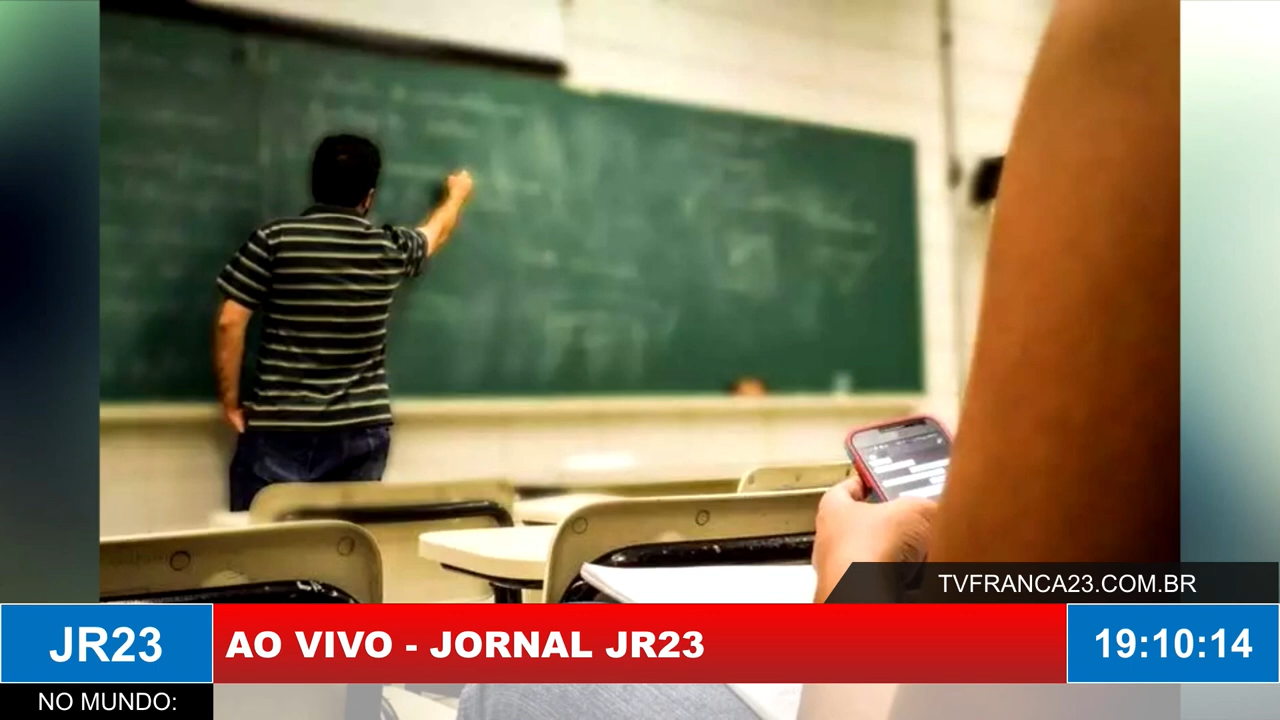 TVFRANCA23.COM.BR
JR23
AO VIVO - JORNAL JR23
19:10:14
NO MUNDO: